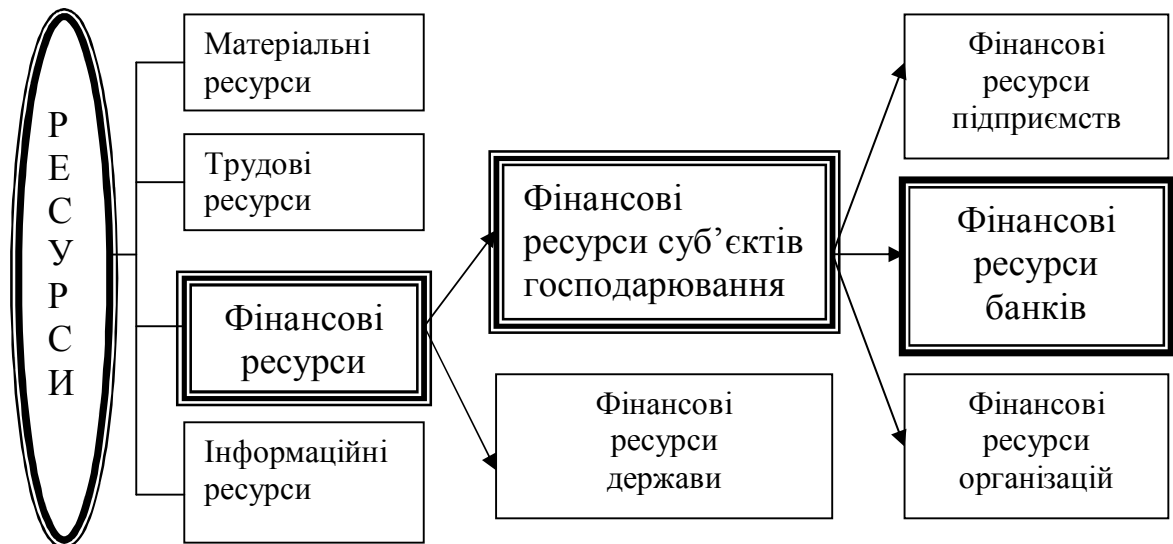 РЕСУРСИ
Матеріальні
ресурси
Трудові
ресурси
Фінансові
ресурси
Інформаційні
ресурси
Фінансові
ресурси суб’єктів
господарювання
Фінансові
ресурси
держави
Фінансові
ресурси
підприємств
Фінансові
ресурси
банків
Фінансові
ресурси
організацій